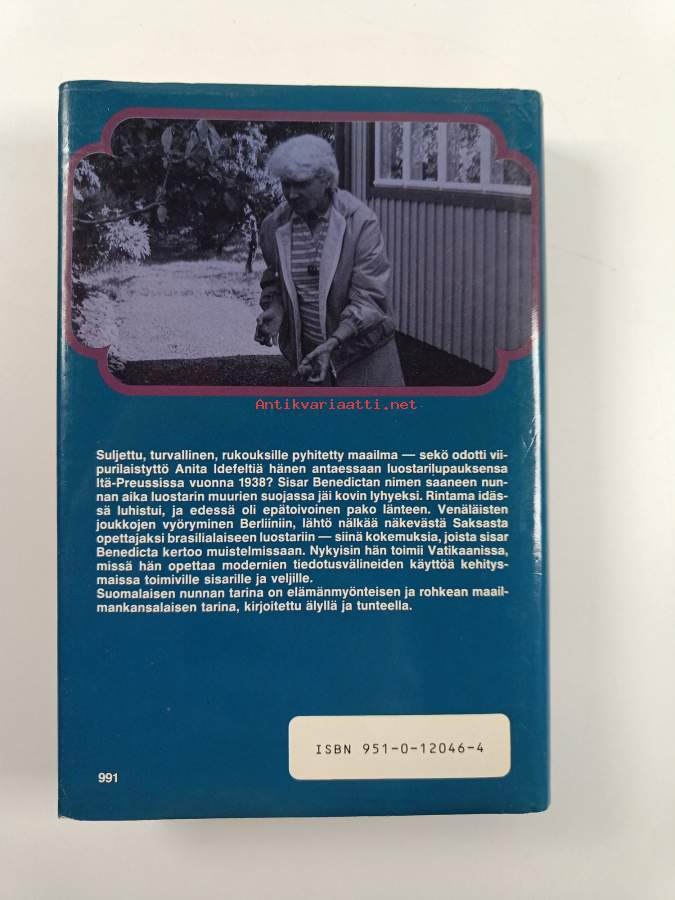 Antikvariaatti.net
Suljettu, turvallinen, rukouksille pyhitetty maailma — sekö odotti vii-
purilaistyttö Anita Idefeltiä hänen antaessaan luostarilupauksensa
Itä-Preussissa vuonna 1938? Sisar Benedictan nimen saaneen nun-
nan aika luostarin muurien suojassa jäi kovin lyhyeksi. Rintama idäs-
sä luhistui, ja edessä oli epätoivoinen pako länteen. Venäläisten
joukkojen vyöryminen Berliiniin, lähtö nälkää näkevästä Saksasta
opettajaksi brasilialaiseen luostariin — siinä kokemuksia, joista sisar
Benedicta kertoo muistelmissaan. Nykyisin hän toimii Vatikaanissa,
missä hän opettaa modernien tiedotusvälineiden käyttöä kehitys-
maissa toimiville sisarille ja veljille.
Suomalaisen nunnan tarina on elämänmyönteisen ja rohkean maail-
mankansalaisen tarina, kirjoitettu älyllä ja tunteella.
ISBN 951-0-12046-4
991